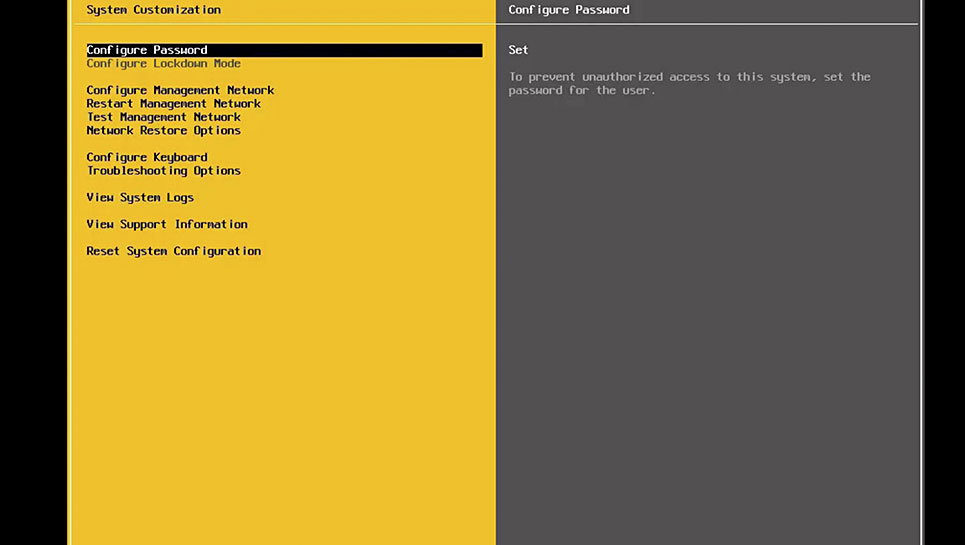 System Customization
Configure Password
Configure Lockdown Mode
Configure Management Network
Restart Management Network
Test Management Network
Network Restore Options
Configure Keyboard
Troubleshooting Options
View System Logs
View Support Information
Reset System Configuration
Configure Password
Set
To prevent unauthorized access to this system, set the
password for the user.